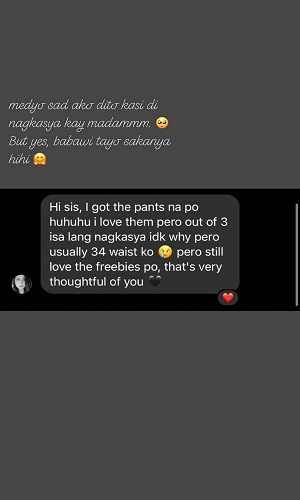 medyo sad ako dito kasi di
nagkasya kay madammm. 🥺
But yes, babawi tayo sakanya
hihi 🤗
Hi sis, I got the pants na po
huhuhu i love them pero out of 3
isa lang nagkasya idk why pero
usually 34 waist ko 😢 pero still
love the freebies po, that's very
thoughtful of you 🖤